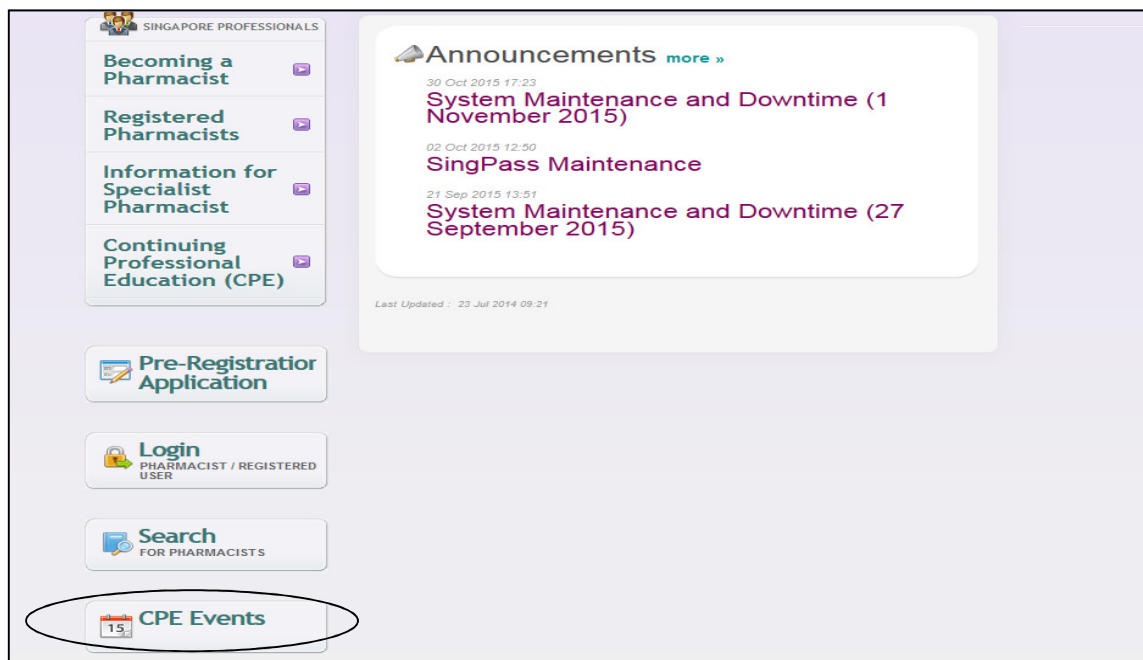 SINGAPORE PROFESSIONALS
Becoming a
Pharmacist
Registered
Pharmacists
Information for
Specialist
Pharmacist
Continuing
Professional
Education (CPE)
Pre-Registration
Application
Login
PHARMACIST / REGISTERED
USER
Search
FOR PHARMACISTS
15
CPE Events
Announcements more »
30 Oct 2015 17:23
System Maintenance and Downtime (1
November 2015)
02 Oct 2015 12:50
SingPass Maintenance
21 Sep 2015 13:51
System Maintenance and Downtime (27
September 2015)
Last Updated : 23 Jul 2014 09:21